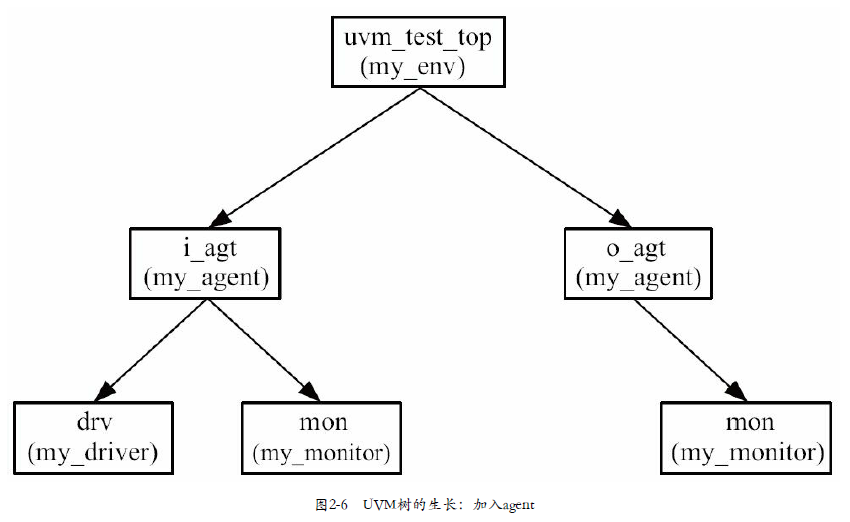 uvm_test_top
(my_env)
i_agt
(my_agent)
o_agt
(my_agent)
drv
(my_driver)
mon
(my_monitor)
mon
(my_monitor)
图2-6 UVM树的生长：加入agent